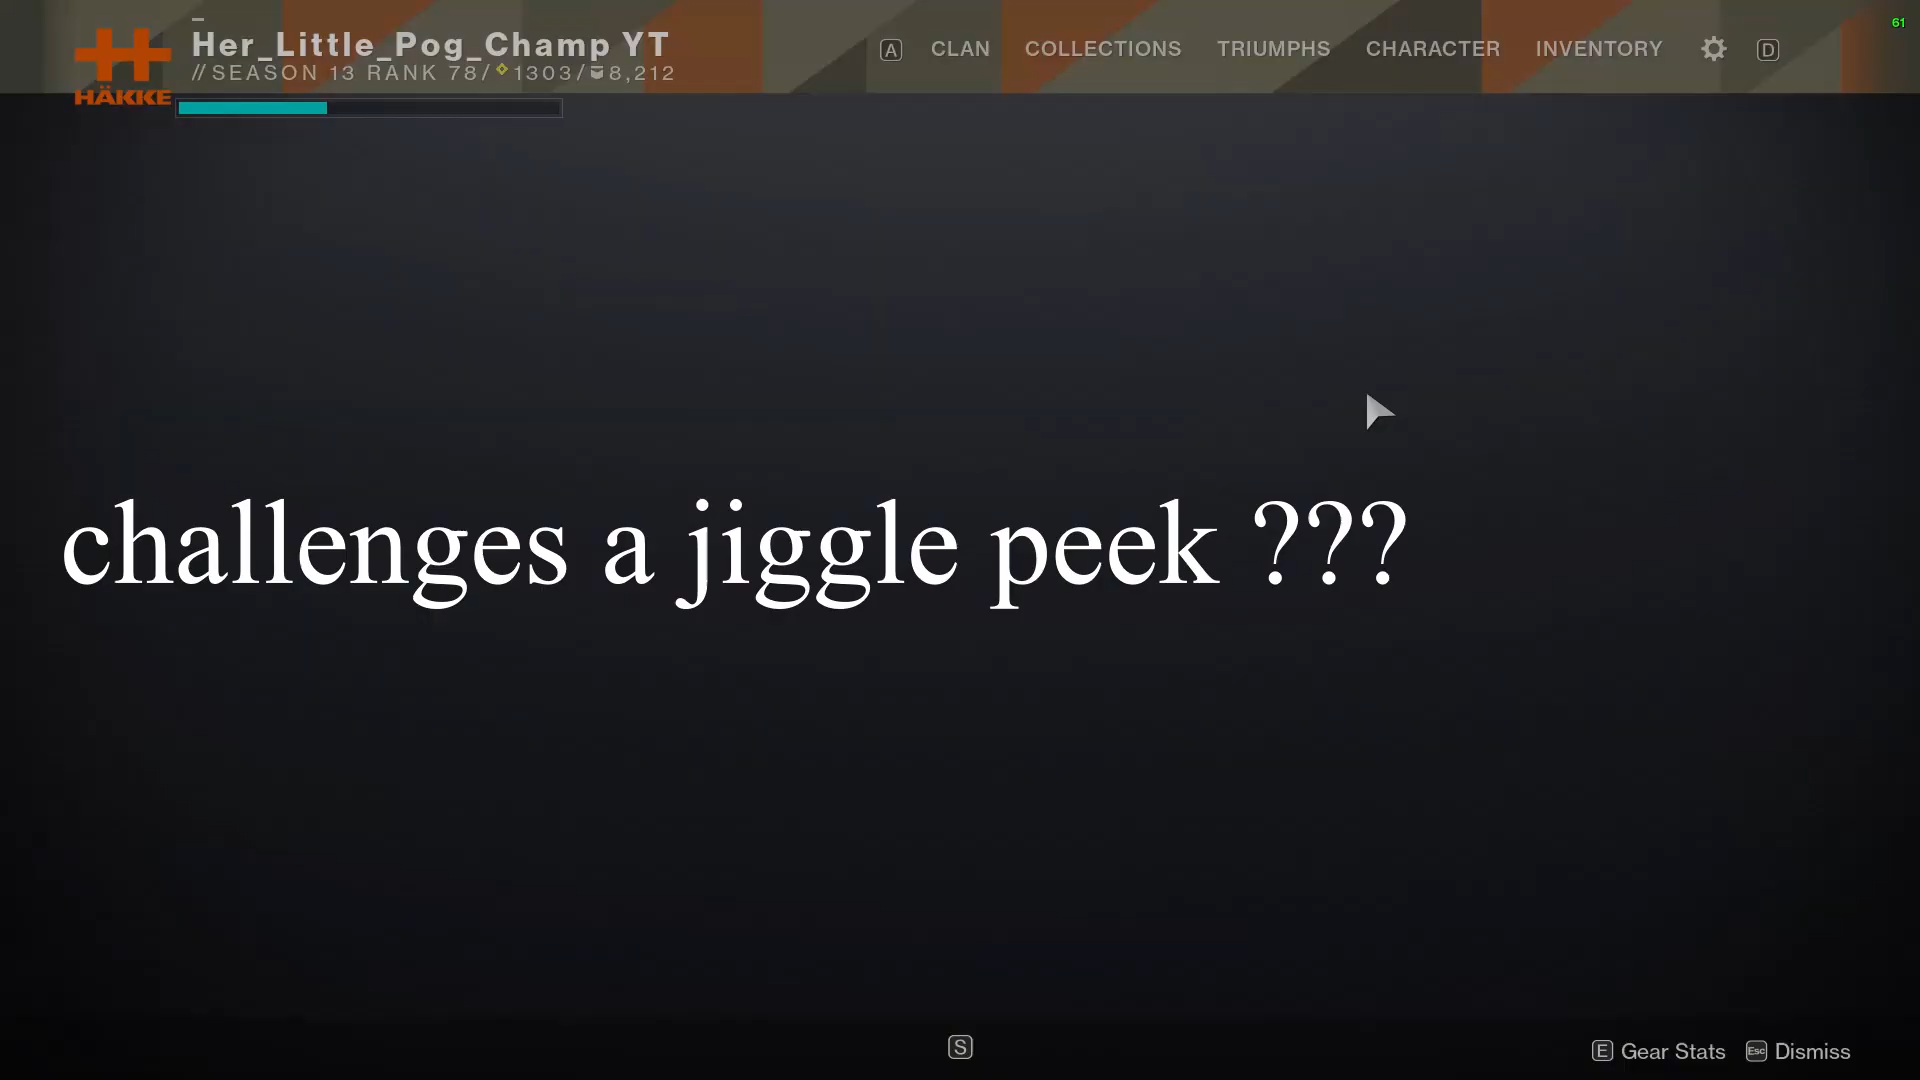 61
Her_Little_Pog_Champ YT
//SEASON 13 RANK 78/1303/8,212
HÄKKE
A CLAN COLLECTIONS TRIUMPHS CHARACTER INVENTORY D
challenges a jiggle peek ???
S
E Gear Stats Esc Dismiss